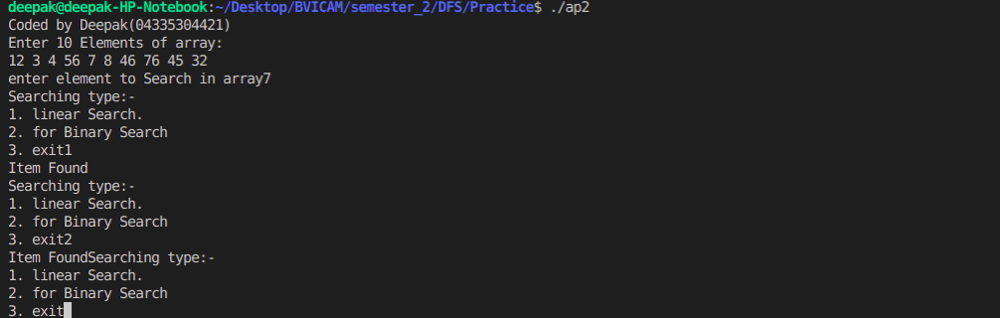 deepak@deepak-HP-Notebook:~/Desktop/BVICAM/semester_2/DFS/Practice$ ./ap2
Coded by Deepak(04335304421)
Enter 10 Elements of array:
12 3 4 56 7 8 46 76 45 32
enter element to Search in array7
Searching type:-
1. linear Search.
2. for Binary Search
3. exit1
Item Found
Searching type:-
1. linear Search.
2. for Binary Search
3. exit2
Item FoundSearching type:-
1. linear Search.
2. for Binary Search
3. exit